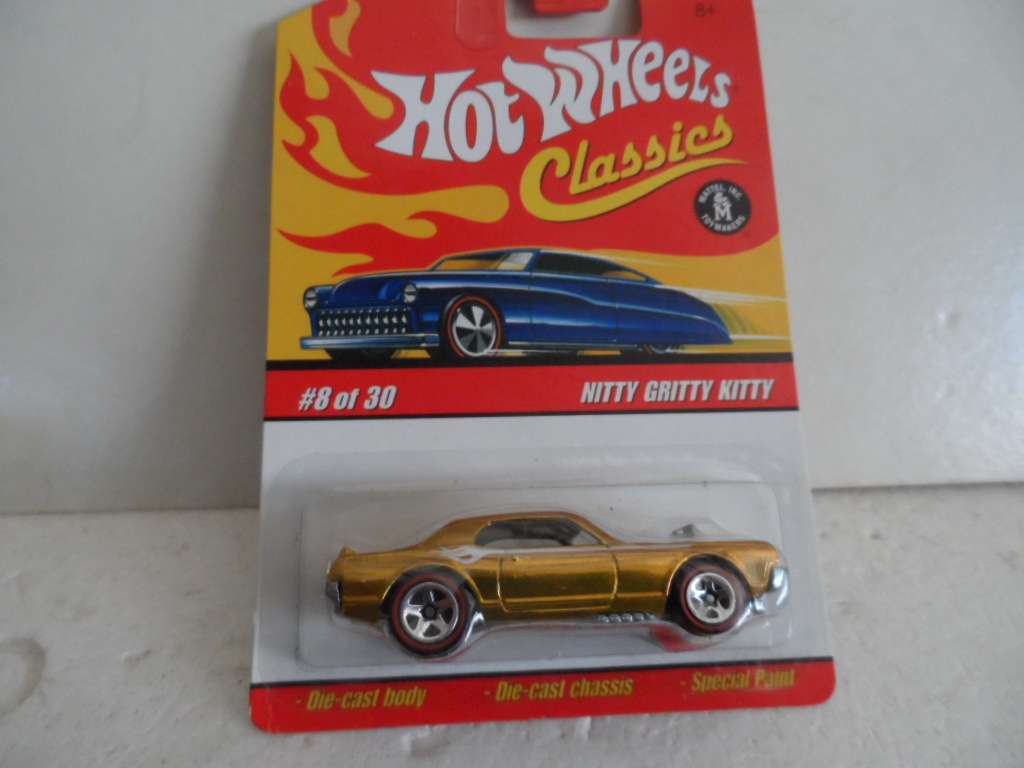 8+
HOT WHEELS
Classics
MATTEL, INC.
M
TOYMAKERS
#8 of 30
NITTY GRITTY KITTY
- Die-cast body - Die-cast chassis - Special Paint